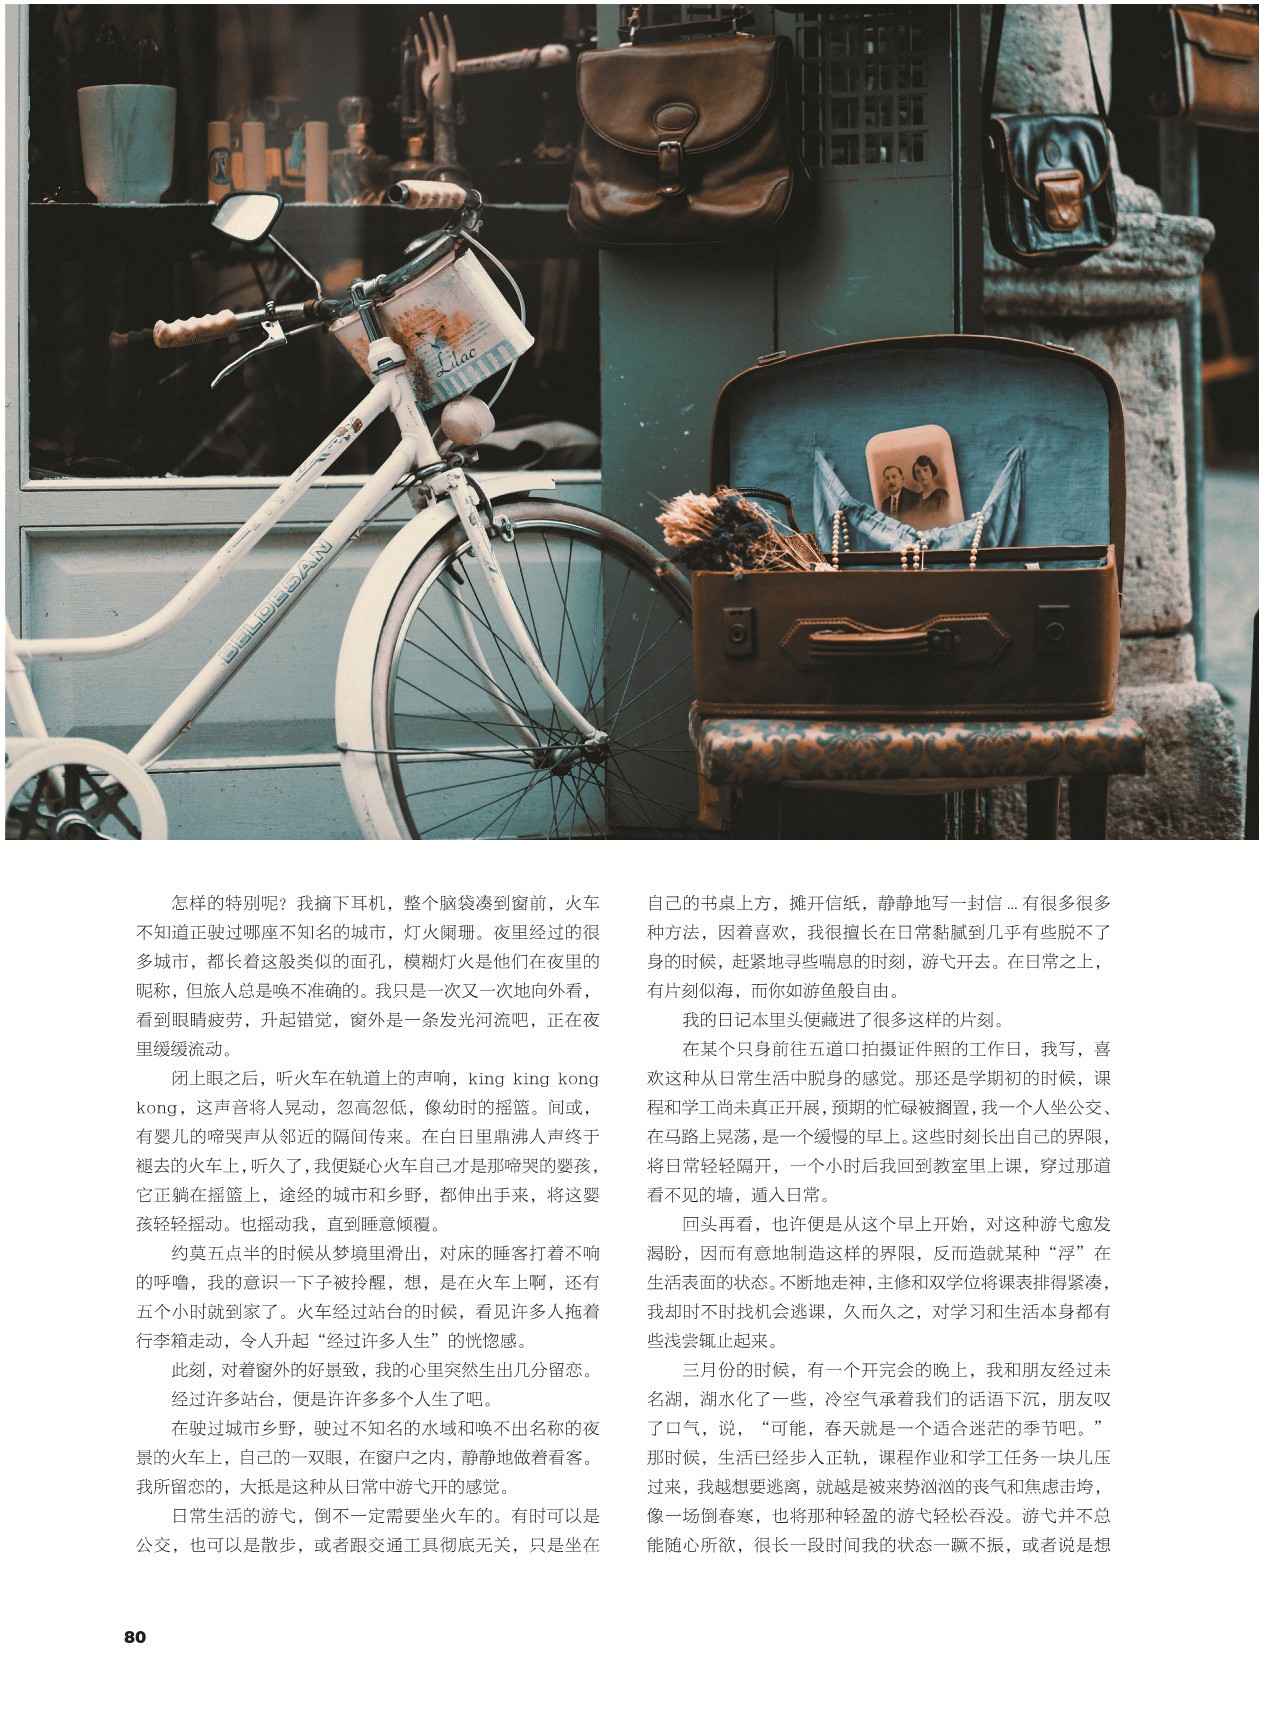 Lilac
BELDESAN
怎样的特别呢？我摘下耳机，整个脑袋凑到窗前，火车
不知道正驶过哪座不知名的城市，灯火阑珊。夜里经过的很
多城市，都长着这般类似的面孔，模糊灯火是他们在夜里的
昵称，但旅人总是唤不准确的。我只是一次又一次地向外看，
看到眼睛疲劳，升起错觉，窗外是一条发光河流吧，正在夜
里缓缓流动。
闭上眼之后，听火车在轨道上的声响，king king kong
kong，这声音将人晃动，忽高忽低，像幼时的摇篮。间或，
有婴儿的啼哭声从邻近的隔间传来。在白日里鼎沸人声终于
褪去的火车上，听久了，我便疑心火车自己才是那啼哭的婴孩，
它正躺在摇篮上，途经的城市和乡野，都伸出手来，将这婴
孩轻轻摇动。也摇动我，直到睡意倾覆。
约莫五点半的时候从梦境里滑出，对床的睡客打着不响
的呼噜，我的意识一下子被拎醒，想，是在火车上啊，还有
五个小时就到家了。火车经过站台的时候，看见许多人拖着
行李箱走动，令人升起“经过许多人生”的恍惚感。
此刻，对着窗外的好景致，我的心里突然生出几分留恋。
经过许多站台，便是许许多多个人生了吧。
在驶过城市乡野，驶过不知名的水域和唤不出名称的夜
景的火车上，自己的一双眼，在窗户之内，静静地做着看客。
我所留恋的，大抵是这种从日常中游弋开的感觉。
日常生活的游弋，倒不一定需要坐火车的。有时可以是
公交，也可以是散步，或者跟交通工具彻底无关，只是坐在
自己的书桌上方，摊开信纸，静静地写一封信 ... 有很多很多
种方法，因着喜欢，我很擅长在日常黏腻到几乎有些脱不了
身的时候，赶紧地寻些喘息的时刻，游弋开去。在日常之上，
有片刻似海，而你如游鱼般自由。
我的日记本里头便藏进了很多这样的片刻。
在某个只身前往五道口拍摄证件照的工作日，我写，喜
欢这种从日常生活中脱身的感觉。那还是学期初的时候，课
程和学工尚未真正开展，预期的忙碌被搁置，我一个人坐公交、
在马路上晃荡，是一个缓慢的早上。这些时刻长出自己的界限，
将日常轻轻隔开，一个小时后我回到教室里上课，穿过那道
看不见的墙，遁入日常。
回头再看，也许便是从这个早上开始，对这种游弋愈发
渴盼，因而有意地制造这样的界限，反而造就某种“浮”在
生活表面的状态。不断地走神，主修和双学位将课表排得紧凑，
我却时不时找机会逃课，久而久之，对学习和生活本身都有
些浅尝辄止起来。
三月份的时候，有一个开完会的晚上，我和朋友经过未
名湖，湖水化了一些，冷空气承着我们的话语下沉，朋友叹
了口气，说，“可能，春天就是一个适合迷茫的季节吧。”
那时候，生活已经步入正轨，课程作业和学工任务一块儿压
过来，我越想要逃离，就越是被来势汹汹的丧气和焦虑击垮，
像一场倒春寒，也将那种轻盈的游弋轻松吞没。游弋并不总
能随心所欲，很长一段时间我的状态一蹶不振，或者说是想
80